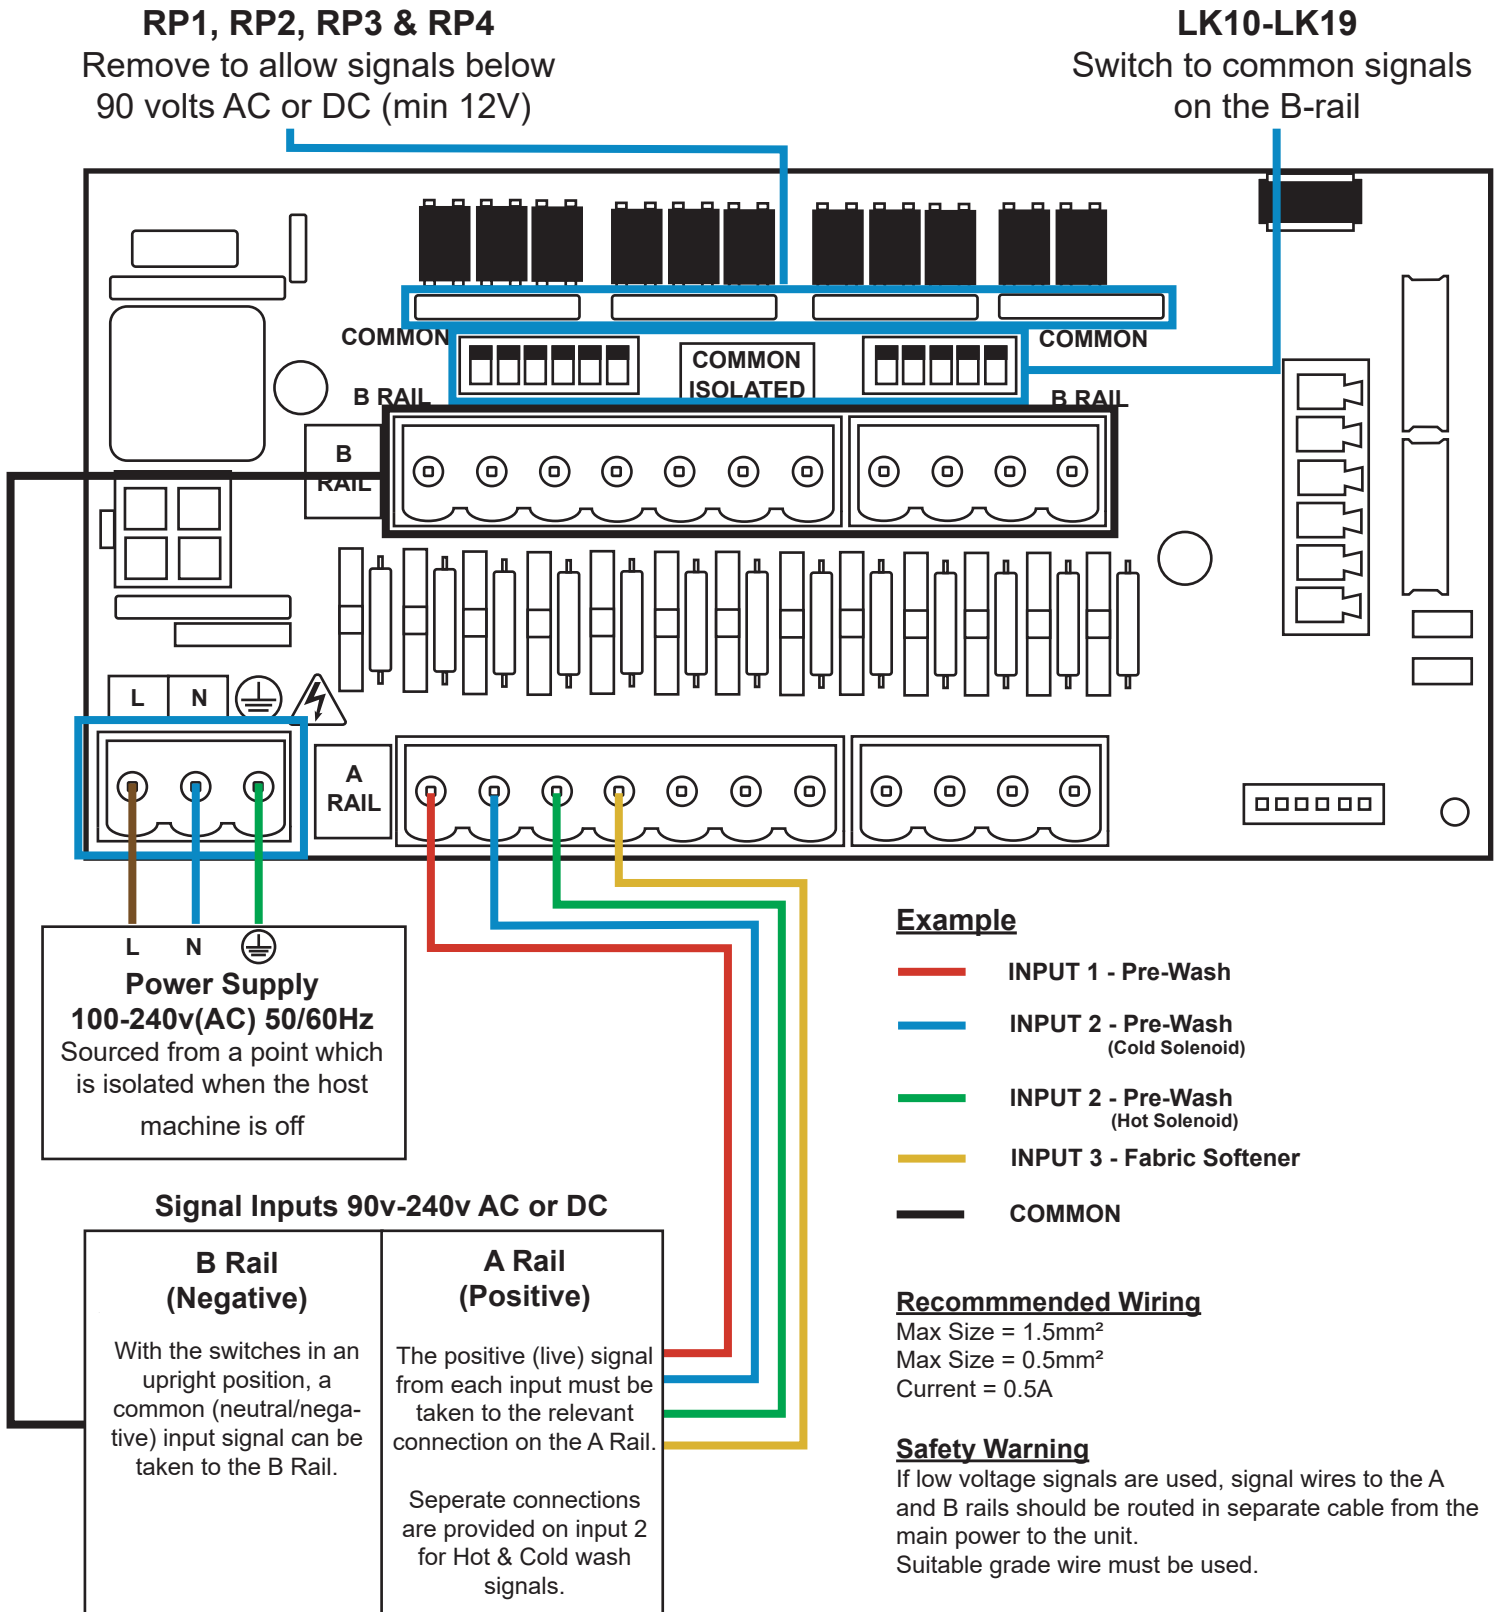 RP1, RP2, RP3 & RP4
Remove to allow signals below
90 volts AC or DC (min 12V)
LK10-LK19
Switch to common signals
on the B-rail
COMMON
COMMON
ISOLATED
COMMON
B RAIL
B RAIL
B
RAIL
L
N
A
RAIL
L
N
Power Supply
100-240v(AC) 50/60Hz
Sourced from a point which
is isolated when the host
machine is off
Example
INPUT 1 - Pre-Wash
INPUT 2 - Pre-Wash
(Cold Solenoid)
INPUT 2 - Pre-Wash
(Hot Solenoid)
INPUT 3 - Fabric Softener
COMMON
Signal Inputs 90v-240v AC or DC
B Rail
(Negative)
With the switches in an
upright position, a
common (neutral/nega-
tive) input signal can be
taken to the B Rail.
A Rail
(Positive)
The positive (live) signal
from each input must be
taken to the relevant
connection on the A Rail.
Seperate connections
are provided on input 2
for Hot & Cold wash
signals.
Recommmended Wiring
Max Size = 1.5mm²
Max Size = 0.5mm²
Current = 0.5A
Safety Warning
If low voltage signals are used, signal wires to the A
and B rails should be routed in separate cable from the
main power to the unit.
Suitable grade wire must be used.